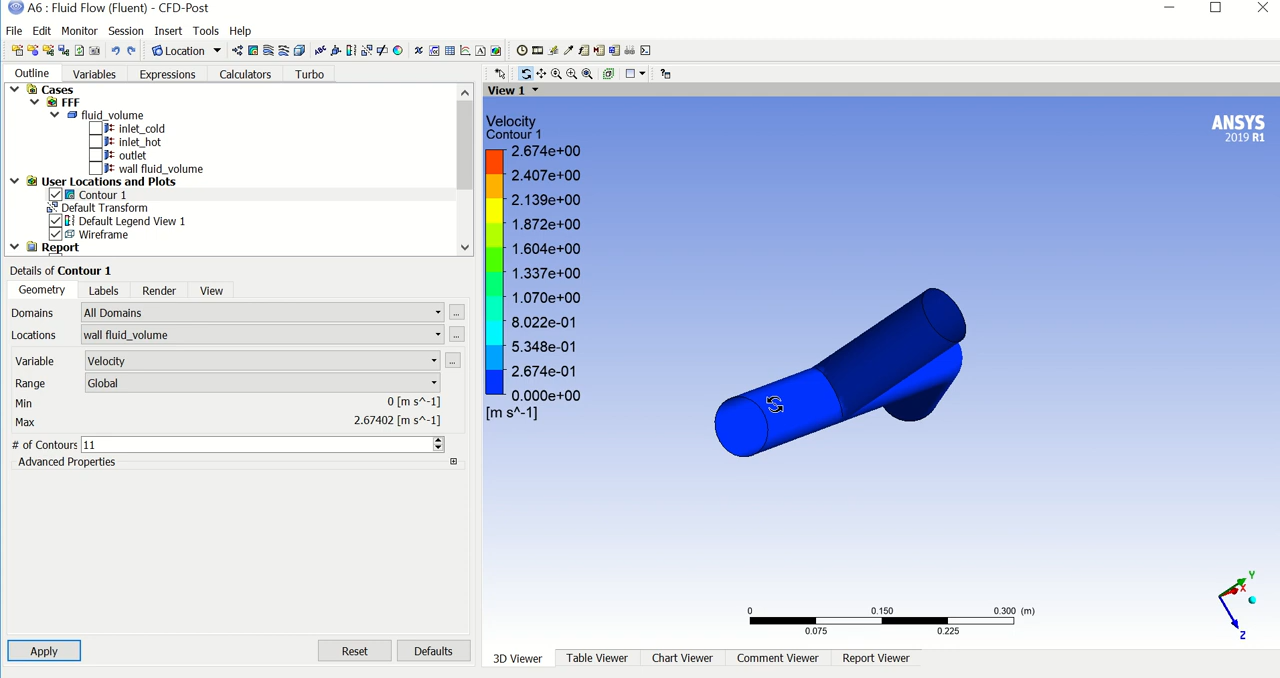 A6 : Fluid Flow (Fluent) - CFD-Post
File Edit Monitor Session Insert Tools Help
Location
Outline Variables Expressions Calculators Turbo
Cases
FFF
fluid_volume
inlet_cold
inlet_hot
outlet
wall fluid_volume
User Locations and Plots
Contour 1
Default Transform
Default Legend View 1
Wireframe
Report
Details of Contour 1
Geometry Labels Render View
Domains All Domains ...
Locations wall fluid_volume ...
Variable Velocity ...
Range Global
Min 0 [m s^-1]
Max 2.67402 [m s^-1]
# of Contours 11
Advanced Properties
Apply Reset Defaults
View 1
Velocity
Contour 1
2.674e+00
2.407e+00
2.139e+00
1.872e+00
1.604e+00
1.337e+00
1.070e+00
8.022e-01
5.348e-01
2.674e-01
0.000e+00
[m s^-1]
ANSYS
2019 R1
0 0.150 0.300 (m)
0.075 0.225
Y
X
Z
3D Viewer Table Viewer Chart Viewer Comment Viewer Report Viewer